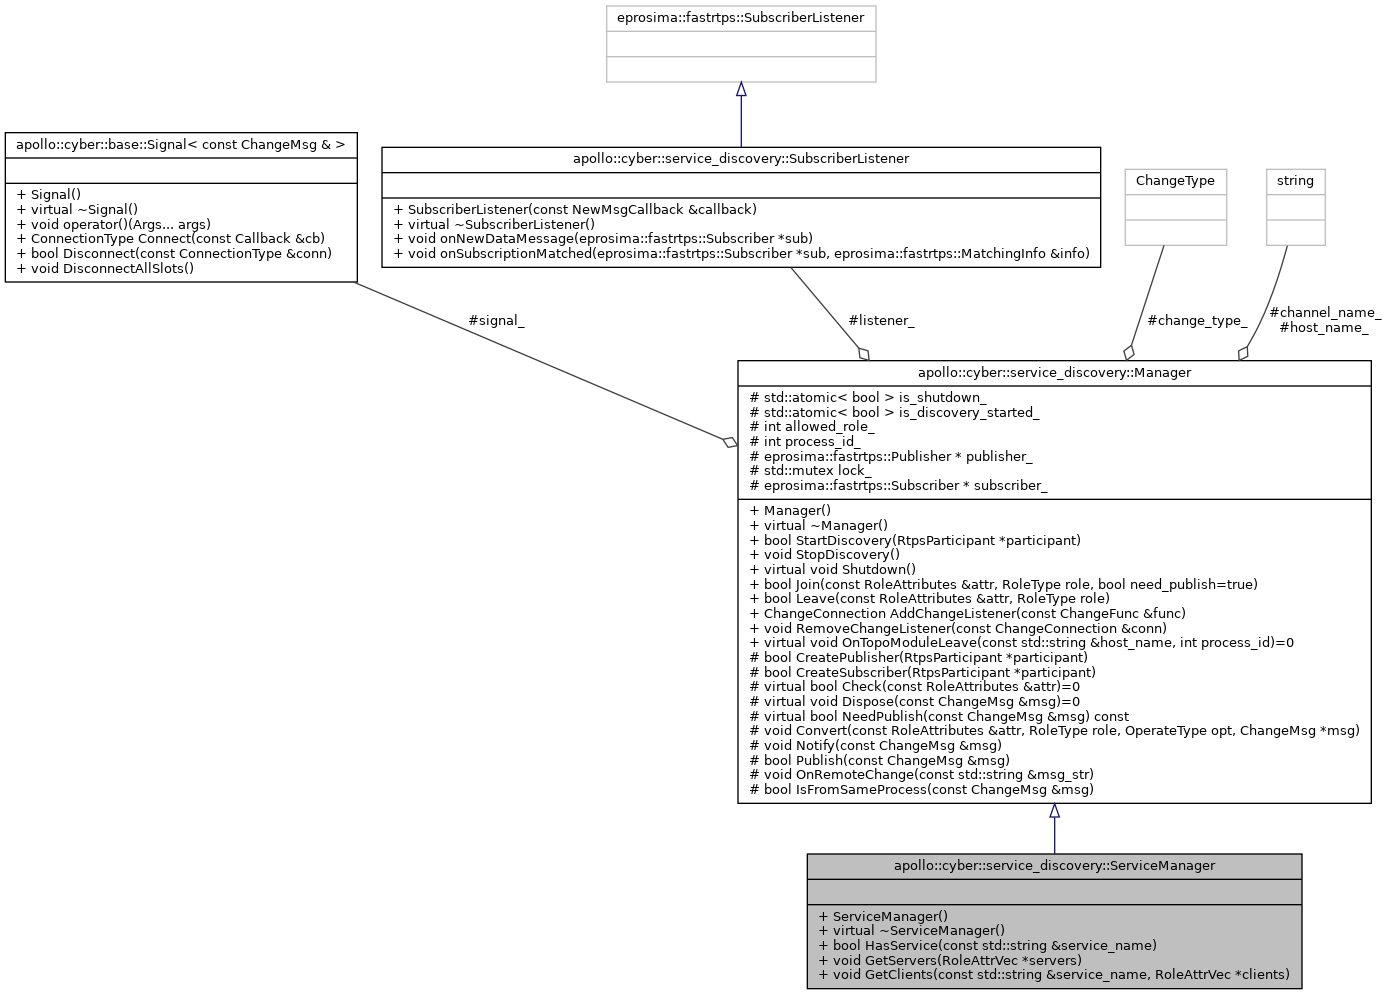 eprosima::fastrtps::SubscriberListener
apollo::cyber::base::Signal< const ChangeMsg & >
+ Signal()
+ virtual ~Signal()
+ void operator()(Args... args)
+ ConnectionType Connect(const Callback &cb)
+ bool Disconnect(const ConnectionType &conn)
+ void DisconnectAllSlots()
apollo::cyber::service_discovery::SubscriberListener
+ SubscriberListener(const NewMsgCallback &callback)
+ virtual ~SubscriberListener()
+ void onNewDataMessage(eprosima::fastrtps::Subscriber *sub)
+ void onSubscriptionMatched(eprosima::fastrtps::Subscriber *sub, eprosima::fastrtps::MatchingInfo &info)
ChangeType
string
#signal_
#listener_
#change_type_
#channel_name_
#host_name_
apollo::cyber::service_discovery::Manager
# std::atomic< bool > is_shutdown_
# std::atomic< bool > is_discovery_started_
# int allowed_role_
# int process_id_
# eprosima::fastrtps::Publisher * publisher_
# std::mutex lock_
# eprosima::fastrtps::Subscriber * subscriber_
+ Manager()
+ virtual ~Manager()
+ bool StartDiscovery(RtpsParticipant *participant)
+ void StopDiscovery()
+ virtual void Shutdown()
+ bool Join(const RoleAttributes &attr, RoleType role, bool need_publish=true)
+ bool Leave(const RoleAttributes &attr, RoleType role)
+ ChangeConnection AddChangeListener(const ChangeFunc &func)
+ void RemoveChangeListener(const ChangeConnection &conn)
+ virtual void OnTopoModuleLeave(const std::string &host_name, int process_id)=0
# bool CreatePublisher(RtpsParticipant *participant)
# bool CreateSubscriber(RtpsParticipant *participant)
# virtual bool Check(const RoleAttributes &attr)=0
# virtual void Dispose(const ChangeMsg &msg)=0
# virtual bool NeedPublish(const ChangeMsg &msg) const
# void Convert(const RoleAttributes &attr, RoleType role, OperateType opt, ChangeMsg *msg)
# void Notify(const ChangeMsg &msg)
# bool Publish(const ChangeMsg &msg)
# void OnRemoteChange(const std::string &msg_str)
# bool IsFromSameProcess(const ChangeMsg &msg)
apollo::cyber::service_discovery::ServiceManager
+ ServiceManager()
+ virtual ~ServiceManager()
+ bool HasService(const std::string &service_name)
+ void GetServers(RoleAttrVec *servers)
+ void GetClients(const std::string &service_name, RoleAttrVec *clients)